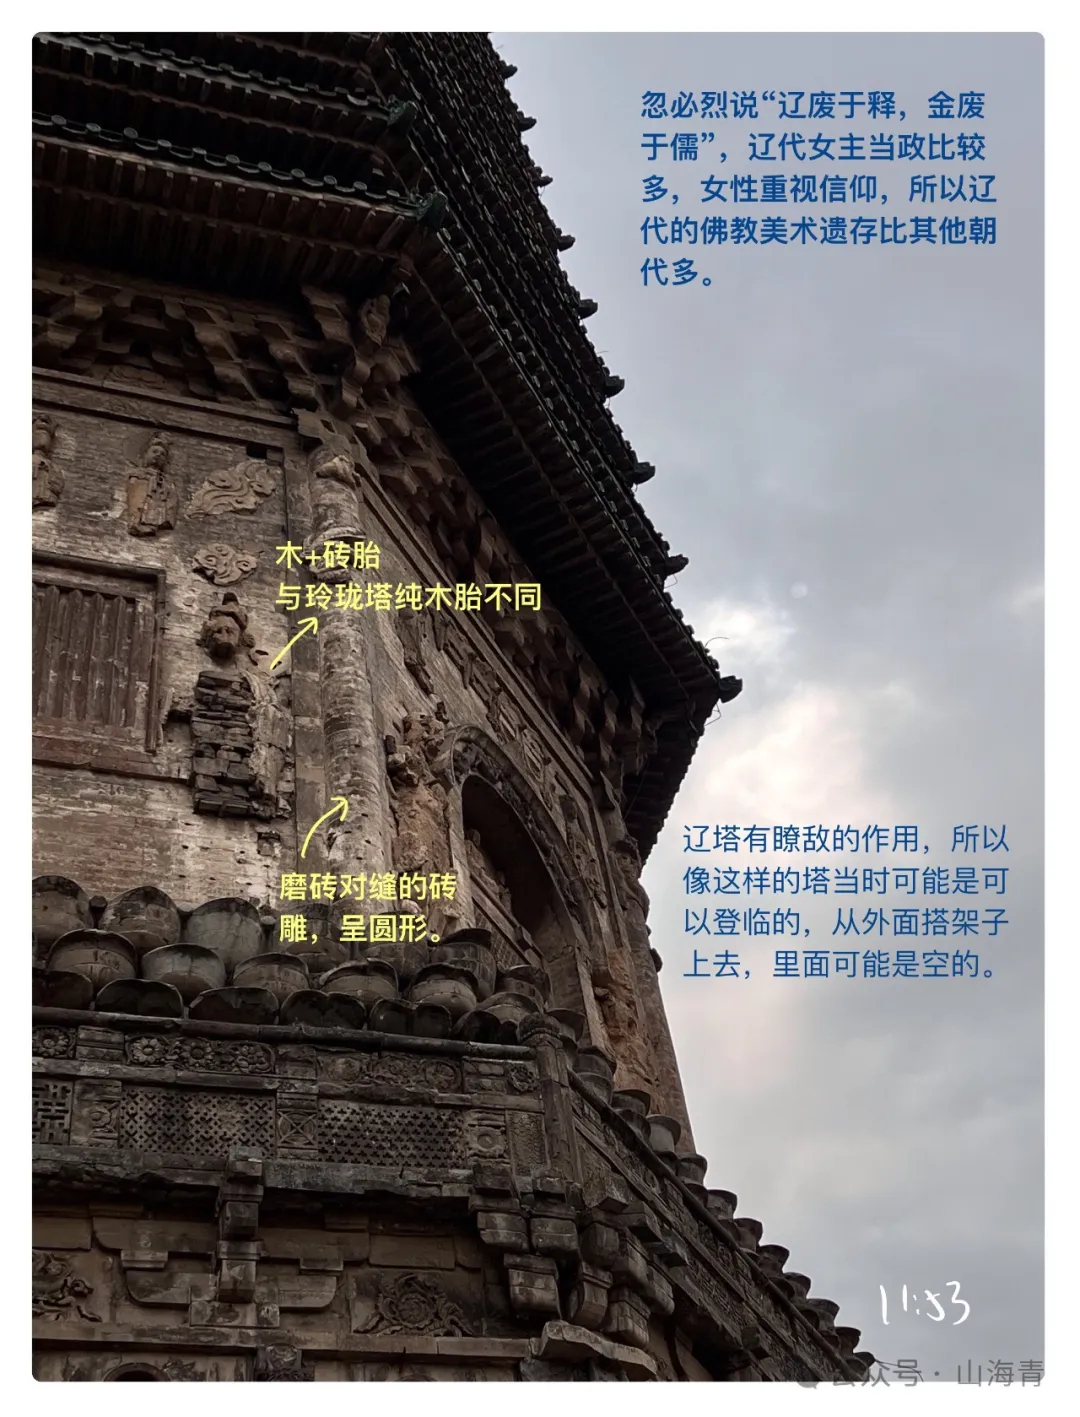 忽必烈说“辽废于释，金废
于儒”，辽代女主当政比较
多，女性重视信仰，所以辽
代的佛教美术遗存比其他朝
代多。
木+砖胎
与玲珑塔纯木胎不同
磨砖对缝的砖
雕，呈圆形。
辽塔有瞭敌的作用，所以
像这样的塔当时可能是可
以登临的，从外面搭架子
上去，里面可能是空的。
11:53
公众号·山海青